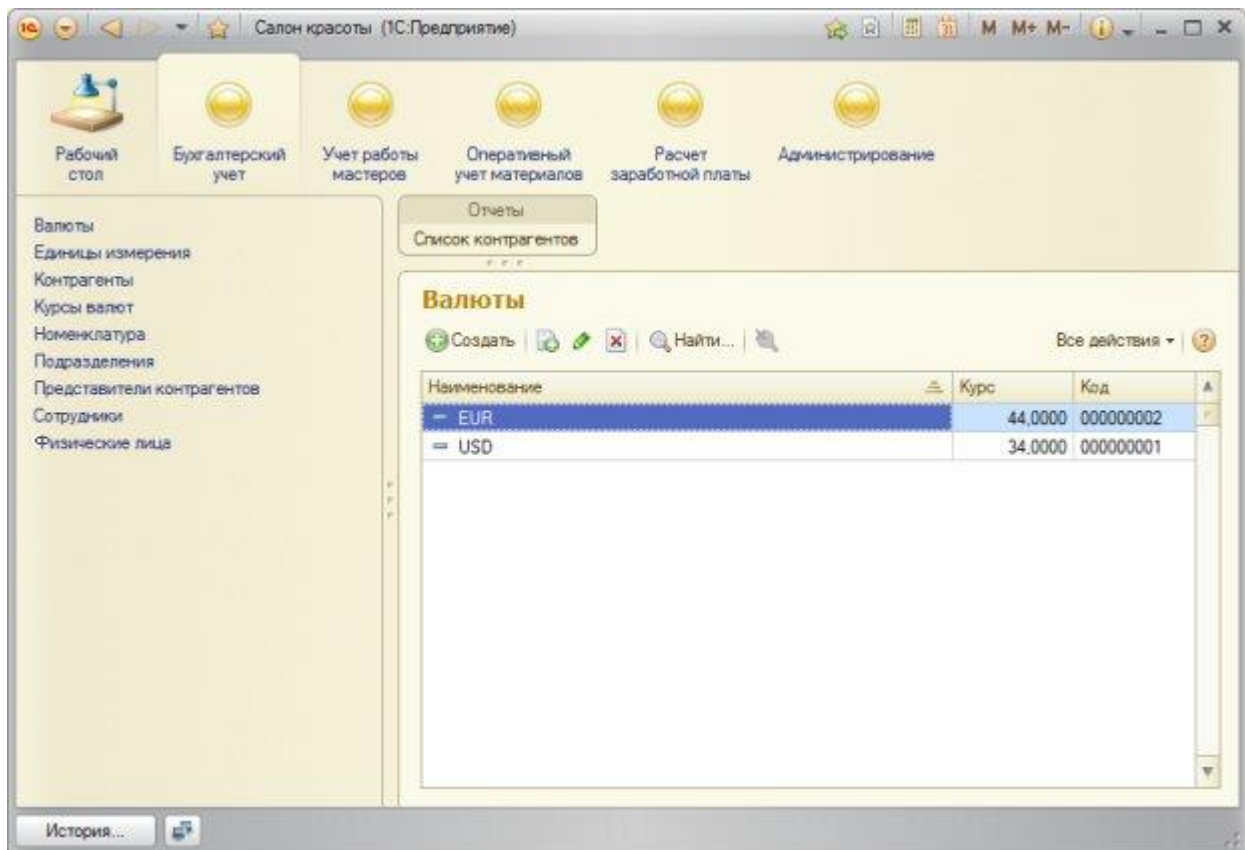 1С Салон красоты (1С:Предприятие) 31 M M+ M-
Рабочий стол
Бухгалтерский учет
Учет работы мастеров
Оперативный учет материалов
Расчет заработной платы
Администрирование
Валюты
Единицы измерения
Контрагенты
Курсы валют
Номенклатура
Подразделения
Представители контрагентов
Сотрудники
Физические лица
Отчеты
Список контрагентов
Валюты
Создать Найти... Все действия ?
Наименование Курс Код
EUR 44,0000 000000002
USD 34,0000 000000001
История...